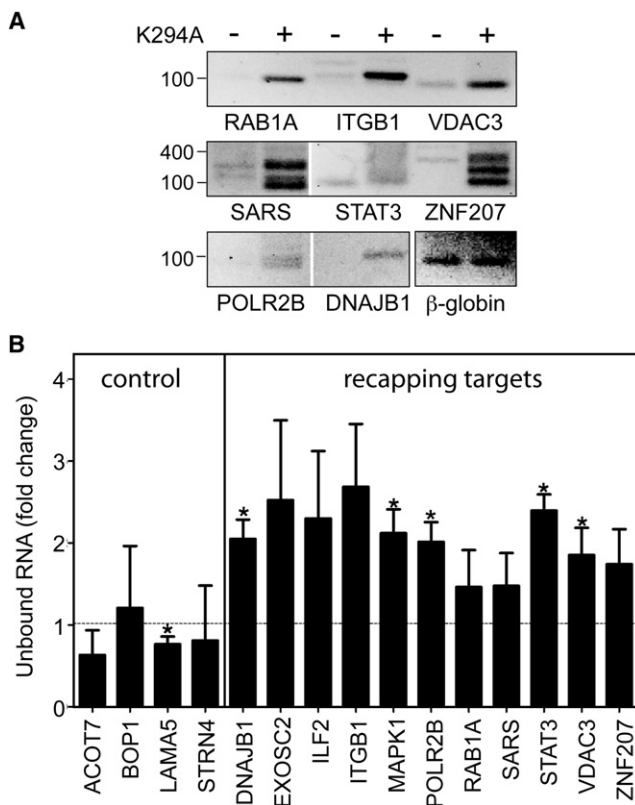 A
K294A - + - + - +
100
RAB1A ITGB1 VDAC3
400
100
SARS STAT3 ZNF207
100
POLR2B DNAJB1 β-globin
B
control recapping targets
Unbound RNA (fold change)
4
3
2
1
0
* * * * * *
ACOT7
BOP1
LAMA5
STRN4
DNAJB1
EXOSC2
ILF2
ITGB1
MAPK1
POLR2B
RAB1A
SARS
STAT3
VDAC3
ZNF207